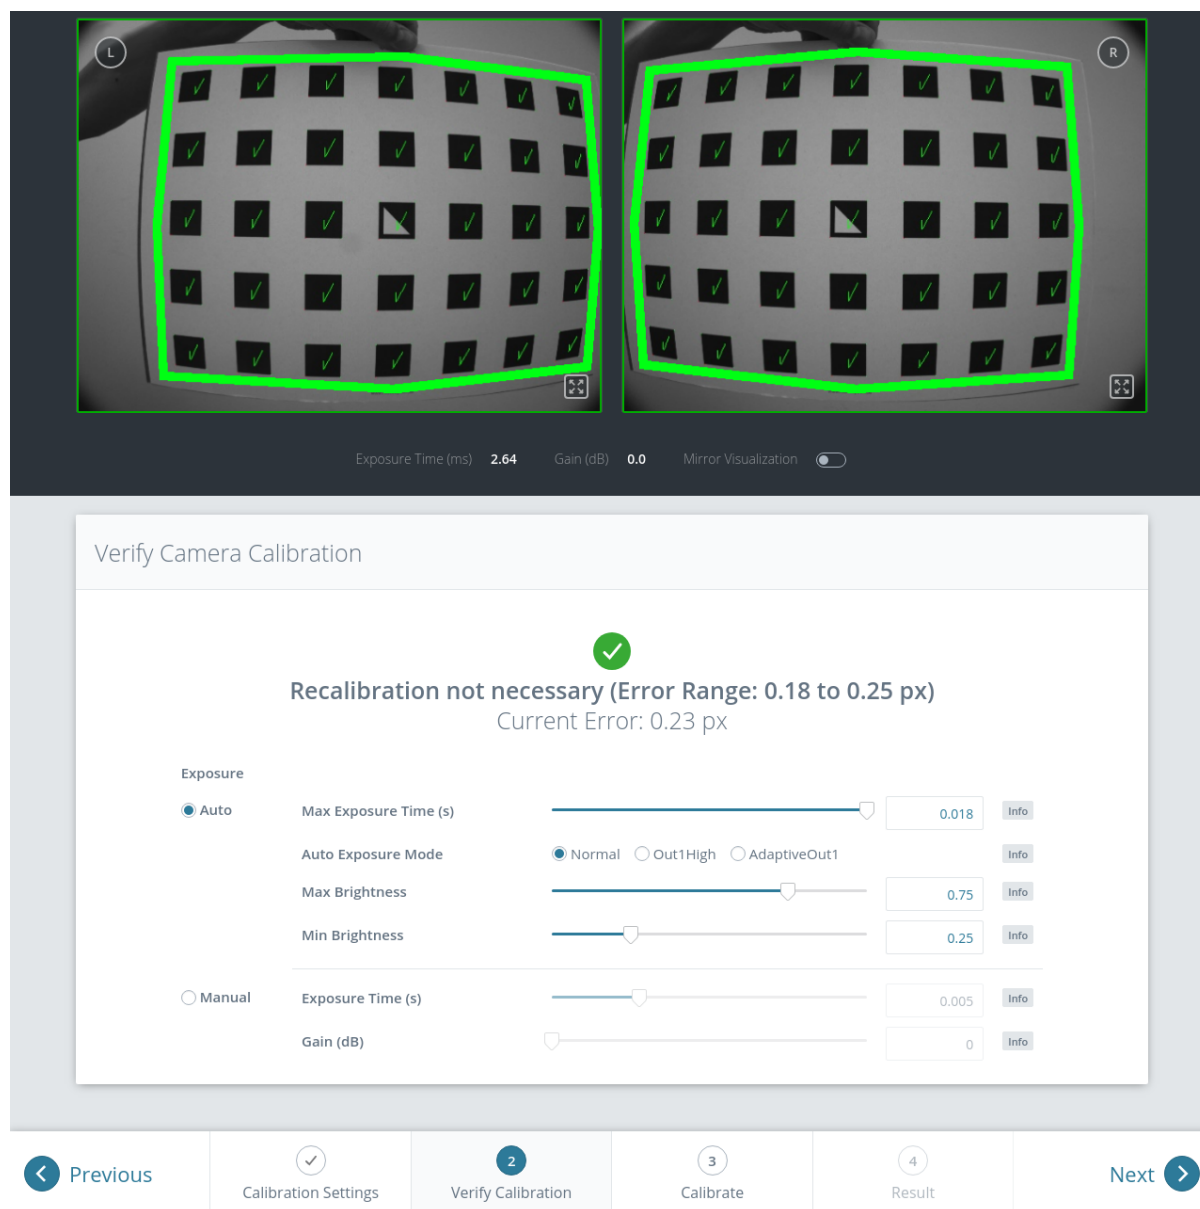 L
R
Exposure Time (ms) 2.64 Gain (dB) 0.0 Mirror Visualization
Verify Camera Calibration
Recalibration not necessary (Error Range: 0.18 to 0.25 px)
Current Error: 0.23 px
Exposure
Auto Max Exposure Time (s) 0.018 Info
Auto Exposure Mode Normal Out1High AdaptiveOut1 Info
Max Brightness 0.75 Info
Min Brightness 0.25 Info
Manual Exposure Time (s) 0.005 Info
Gain (dB) 0 Info
Previous
2
3
4
Calibration Settings Verify Calibration Calibrate Result
Next